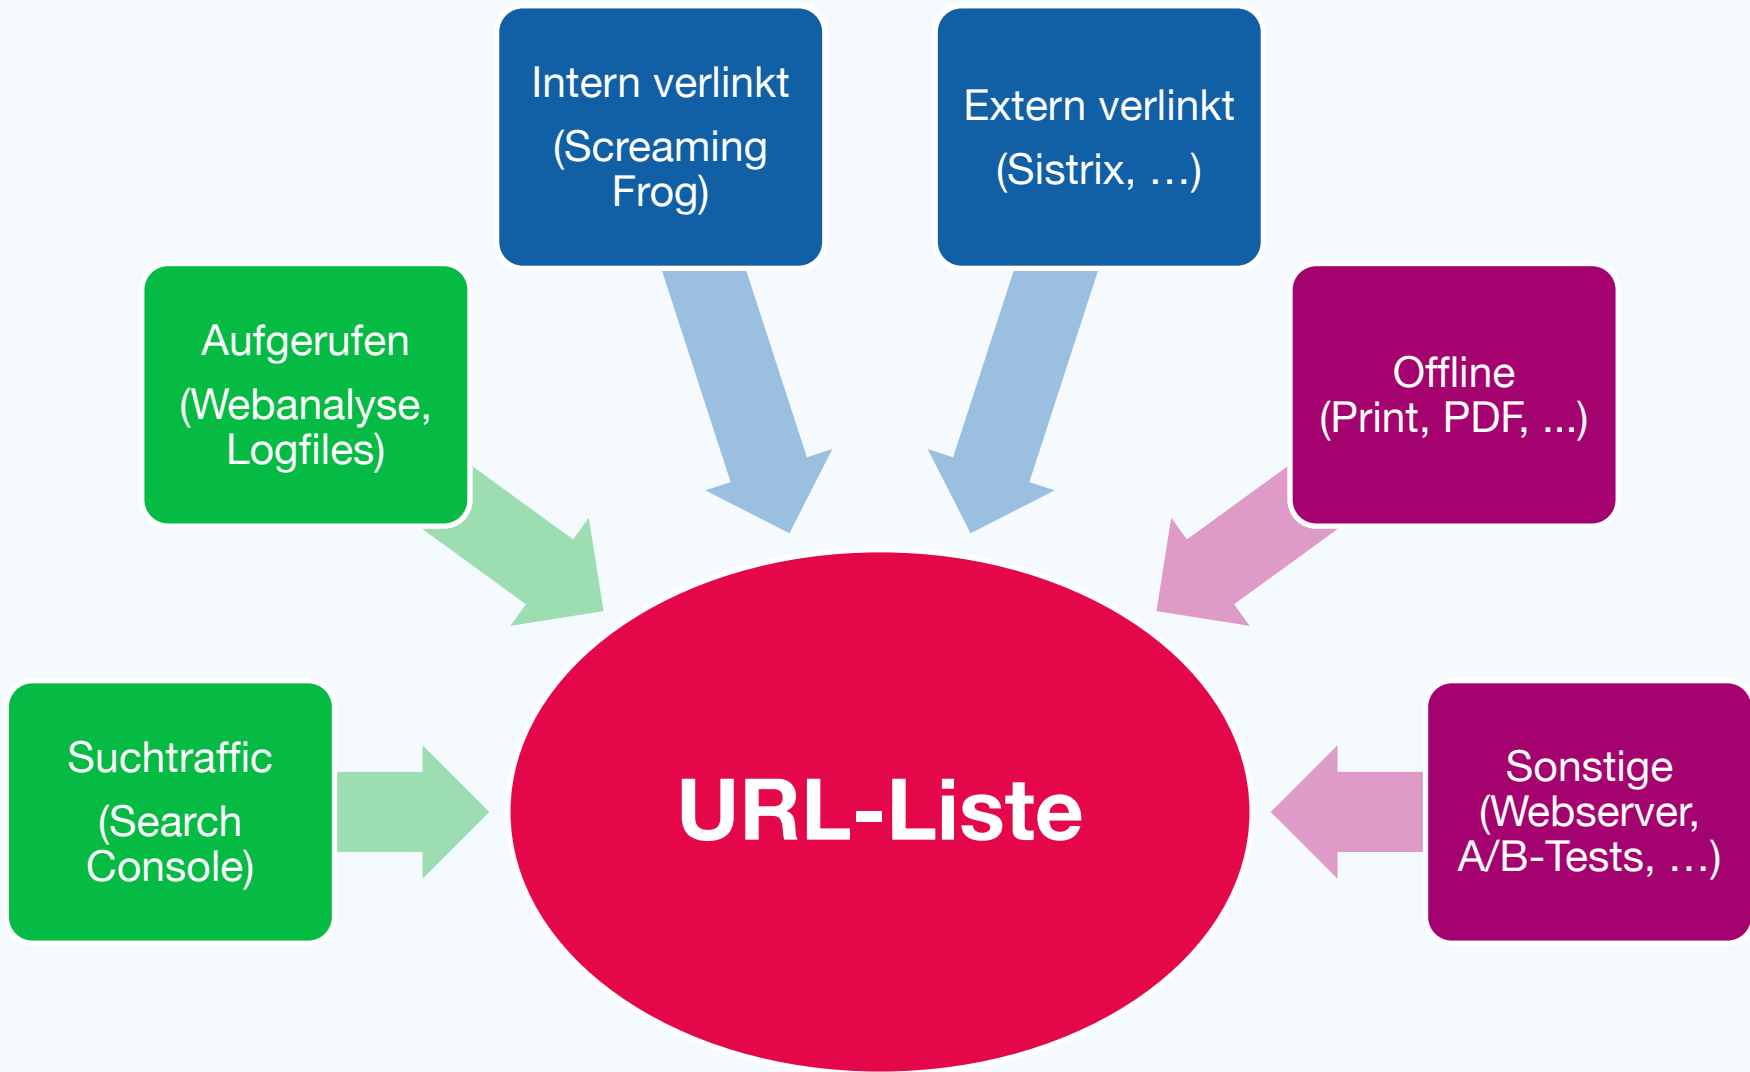 Intern verlinkt
(Screaming
Frog)
Extern verlinkt
(Sistrix, …)
Aufgerufen
(Webanalyse,
Logfiles)
Offline
(Print, PDF, ...)
Suchtraffic
(Search
Console)
URL-Liste
Sonstige
(Webserver,
A/B-Tests, …)